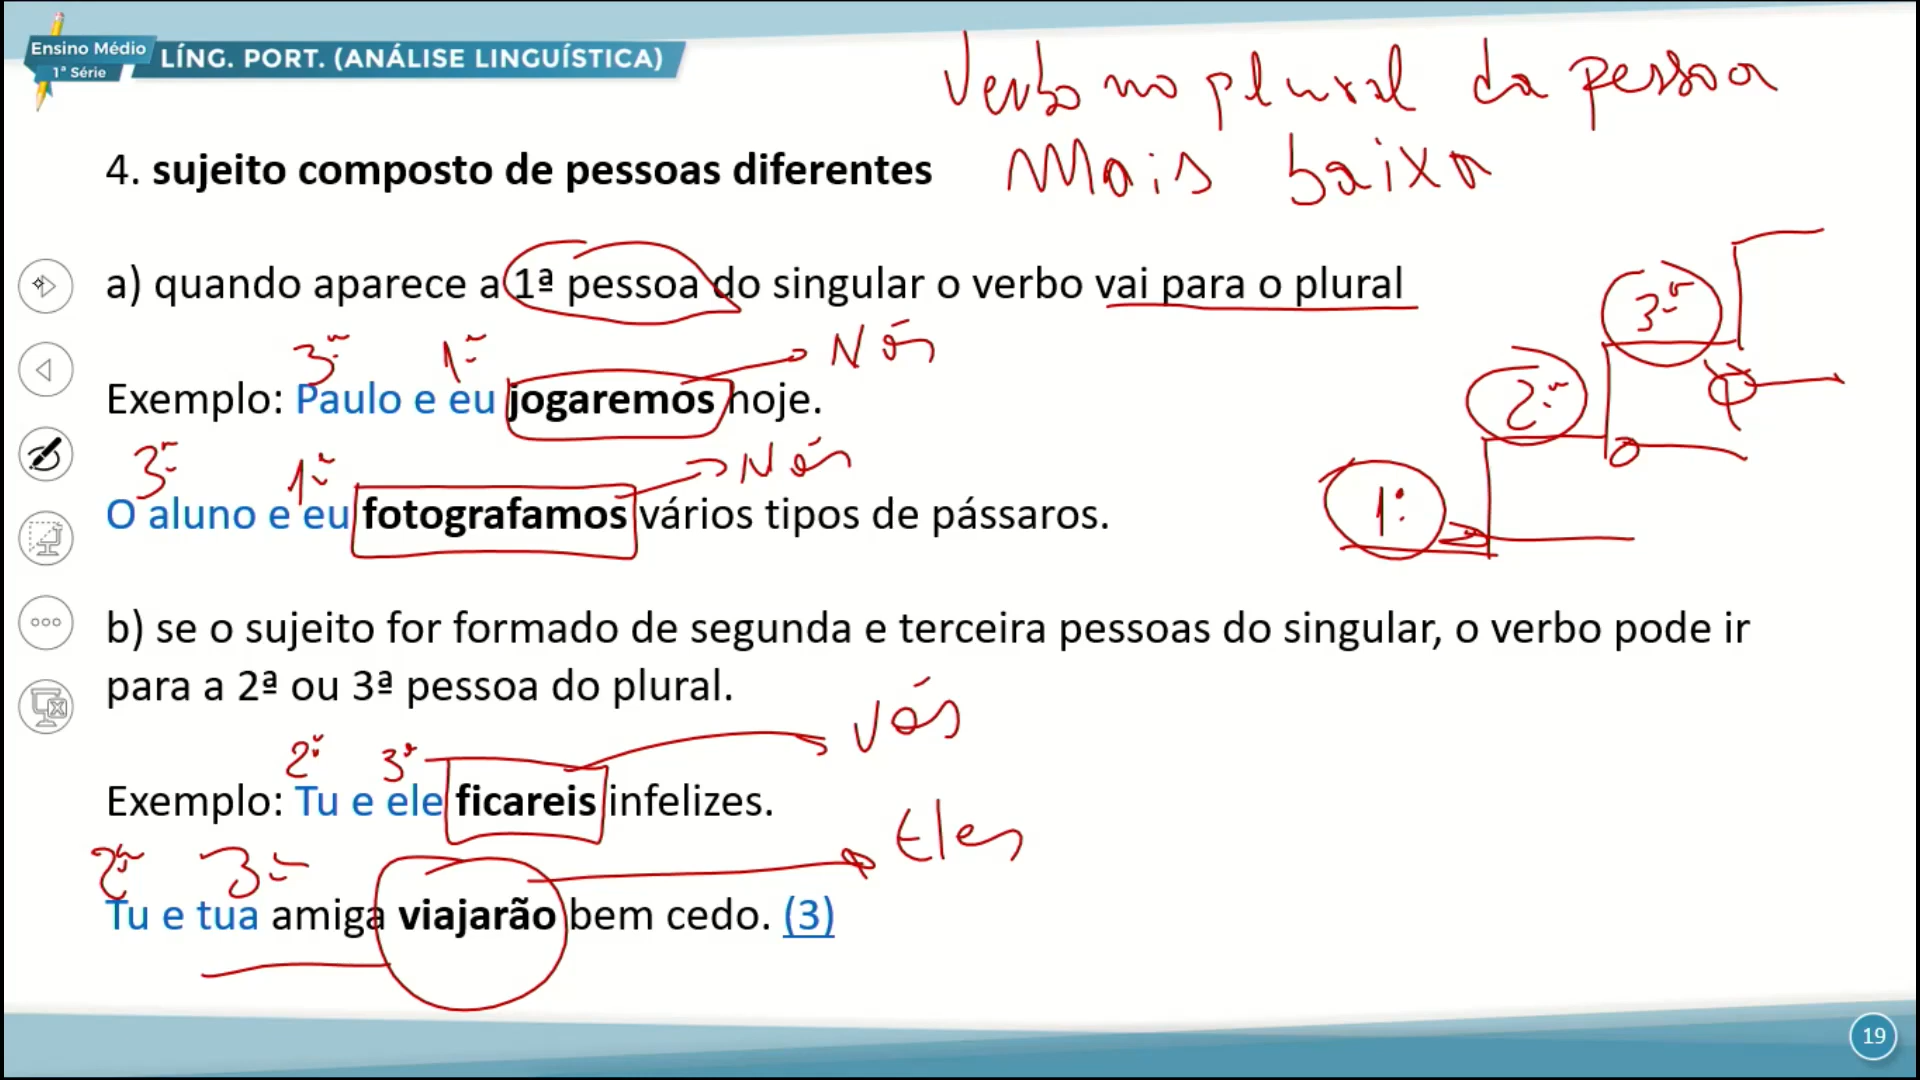 Ensino Médio
1ª Série
LÍNG. PORT. (ANÁLISE LINGUÍSTICA)
Verbo no plural da pessoa
Mais baixa
4. sujeito composto de pessoas diferentes
a) quando aparece a 1ª pessoa do singular o verbo vai para o plural
3ª 1ª Nós
Exemplo: Paulo e eu jogaremos hoje.
3ª 1ª Nós
O aluno e eu fotografamos vários tipos de pássaros.
3ª
2ª
1ª
b) se o sujeito for formado de segunda e terceira pessoas do singular, o verbo pode ir
para a 2ª ou 3ª pessoa do plural.
2ª 3ª Vós
Exemplo: Tu e ele ficareis infelizes.
2ª 3ª Eles
Tu e tua amiga viajarão bem cedo. (3)
19